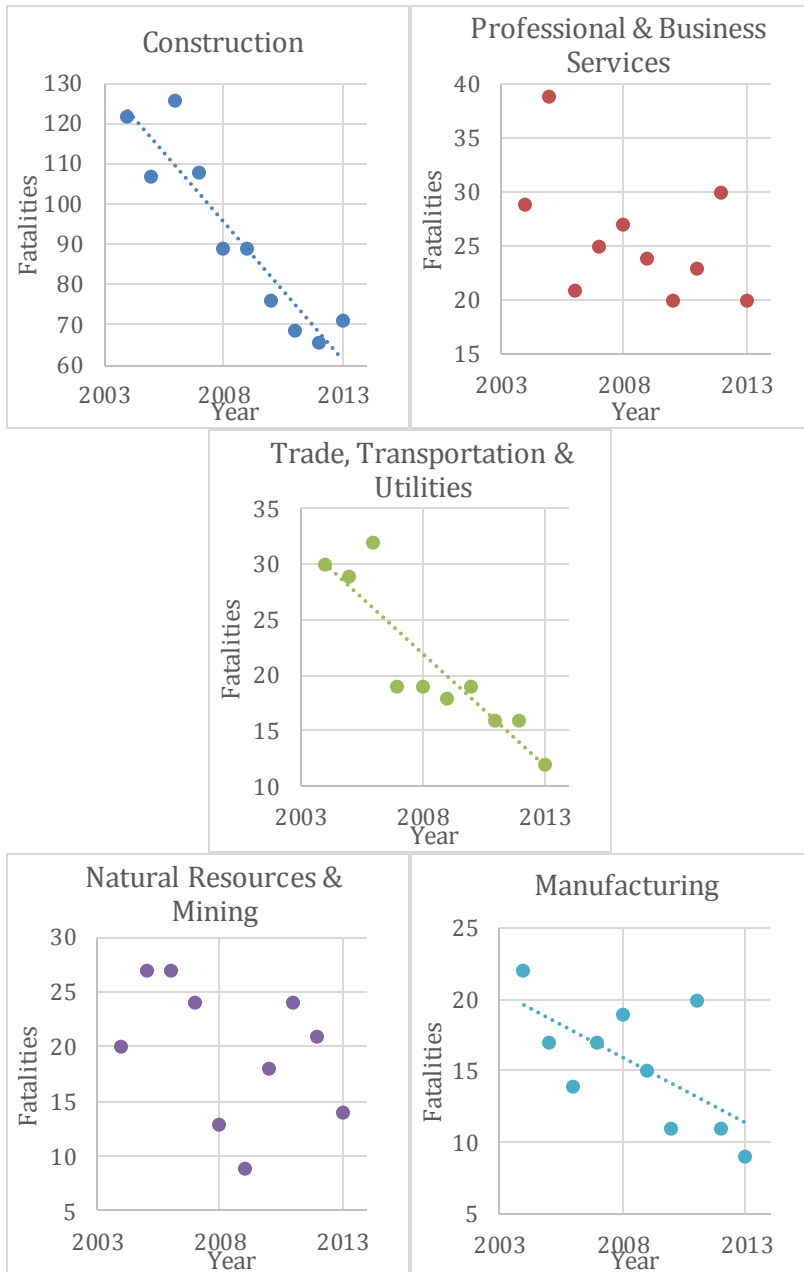 Construction
130
120
110
100
90
80
70
60
Fatalities
2003
2008
2013
Year
Professional & Business
Services
40
35
30
25
20
15
Fatalities
2003
2008
2013
Year
Trade, Transportation &
Utilities
35
30
25
20
15
10
Fatalities
2003
2008
2013
Year
Natural Resources &
Mining
30
25
20
15
10
5
Fatalities
2003
2008
2013
Year
Manufacturing
25
20
15
10
5
Fatalities
2003
2008
2013
Year